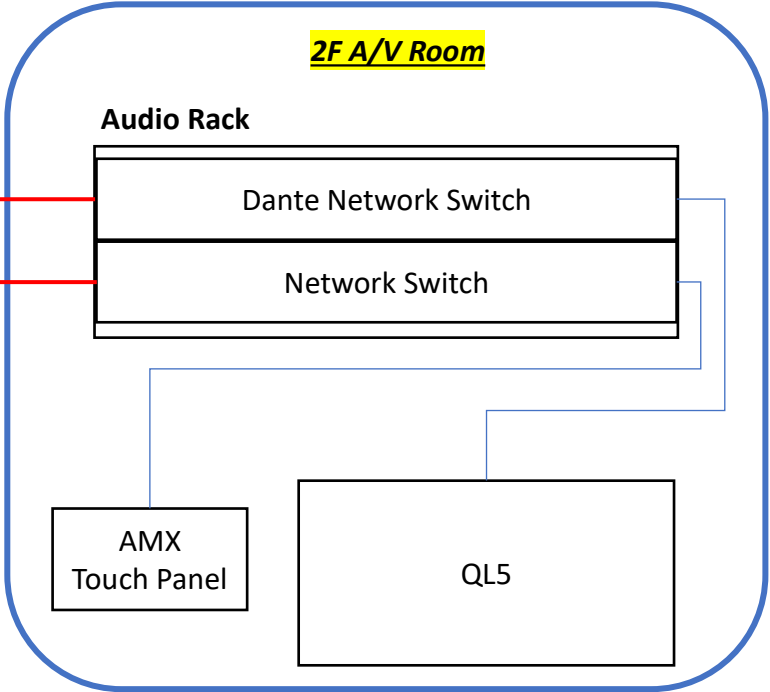 2F A/V Room
Audio Rack
Dante Network Switch
Network Switch
AMX
Touch Panel
QL5